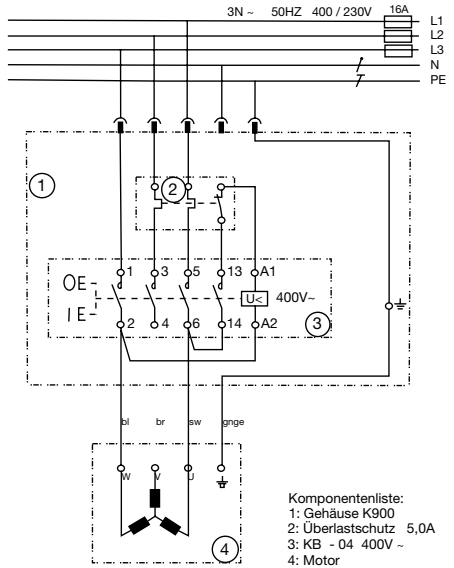 3N ~ 50HZ 400 / 230V 16A
L1
L2
L3
N
PE
1
2
1 3 5 13 A1
OE
IE
U< 400V~
2 4 6 14 A2
3
bl br sw gnge
W V U
4
Komponentenliste:
1: Gehäuse K900
2: Überlastschutz 5,0A
3: KB - 04 400V ~
4: Motor